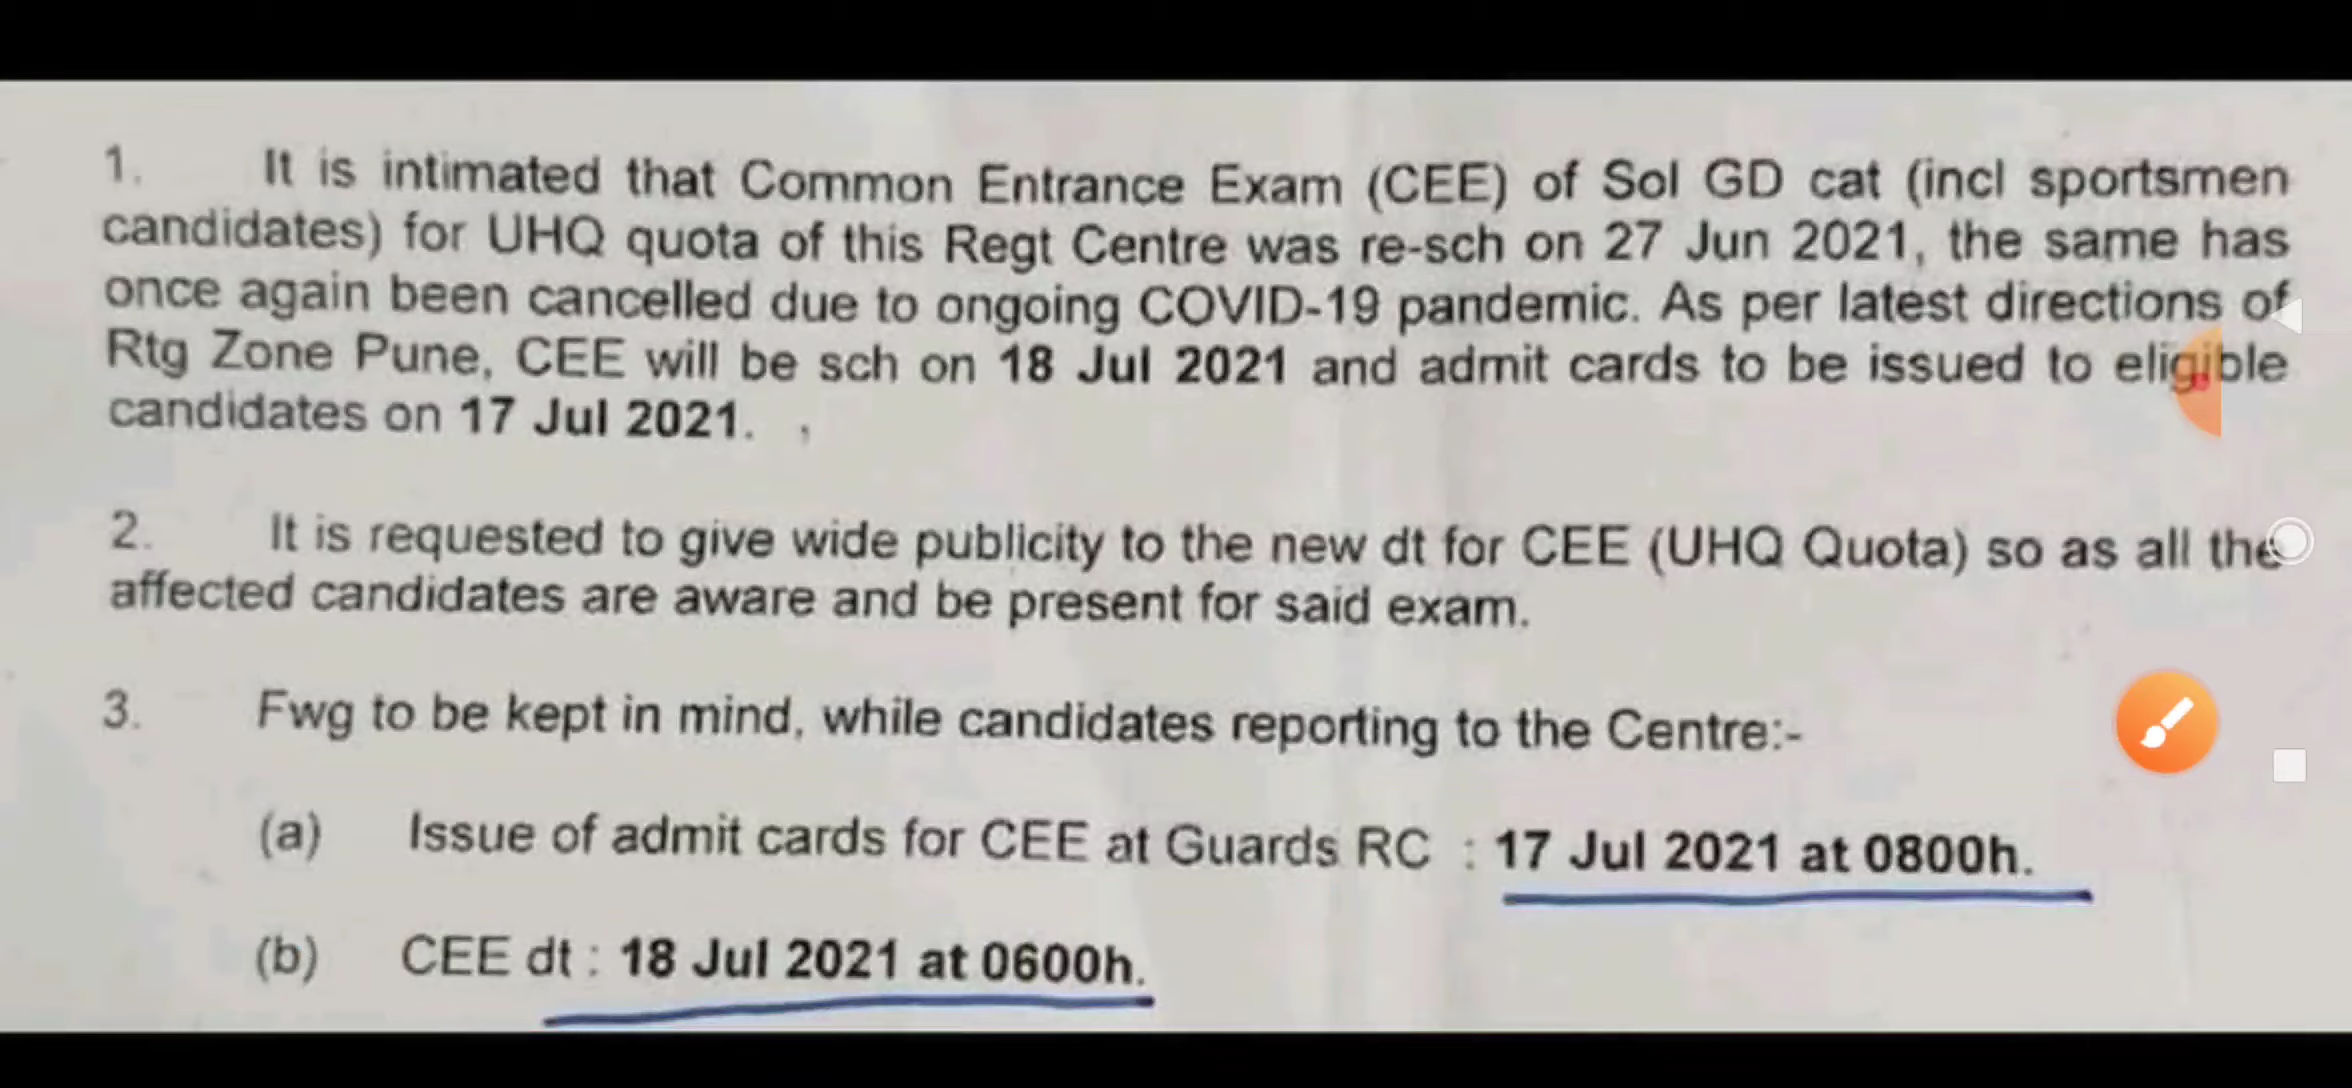 1. It is intimated that Common Entrance Exam (CEE) of Sol GD cat (incl sportsmen
candidates) for UHQ quota of this Regt Centre was re-sch on 27 Jun 2021, the same has
once again been cancelled due to ongoing COVID-19 pandemic. As per latest directions of
Rtg Zone Pune, CEE will be sch on 18 Jul 2021 and admit cards to be issued to eligible
candidates on 17 Jul 2021.
2. It is requested to give wide publicity to the new dt for CEE (UHQ Quota) so as all the
affected candidates are aware and be present for said exam.
3. Fwg to be kept in mind, while candidates reporting to the Centre:-
(a) Issue of admit cards for CEE at Guards RC : 17 Jul 2021 at 0800h.
(b) CEE dt : 18 Jul 2021 at 0600h.